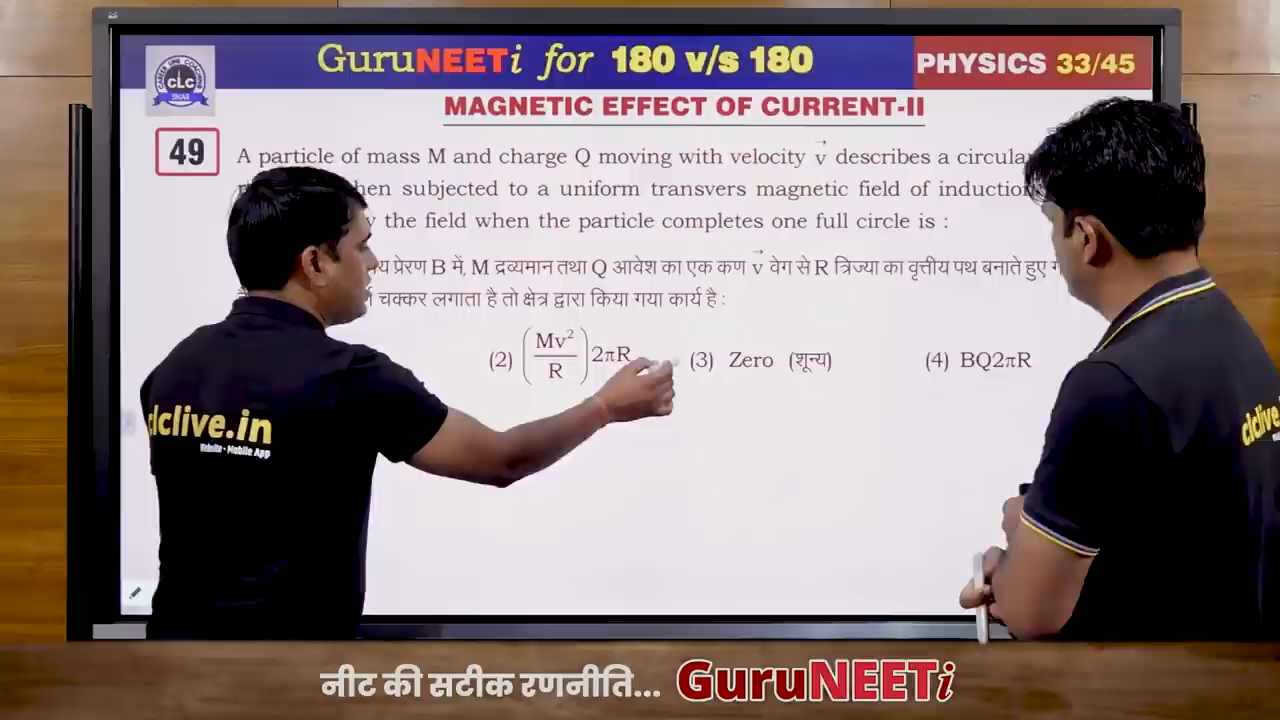 GuruNEETi for 180 v/s 180
PHYSICS 33/45
CLC
SIKAR
MAGNETIC EFFECT OF CURRENT-II
49
A particle of mass M and charge Q moving with velocity v⃗ describes a
subjected to a uniform transvers magnetic field of induction
the field when the particle completes one full circle is :
प्रेरण B में, M द्रव्यमान तथा Q आवेश का एक कण v⃗ वेग से R त्रिज्या का वृत्तीय पथ बनाते हुए
चक्कर लगाता है तो क्षेत्र द्वारा किया गया कार्य है :
(2) (Mv²/R) 2πR (3) Zero (शून्य) (4) BQ2πR
clclive.in
Website - Mobile App
नीट की सटीक रणनीति... GuruNEETi